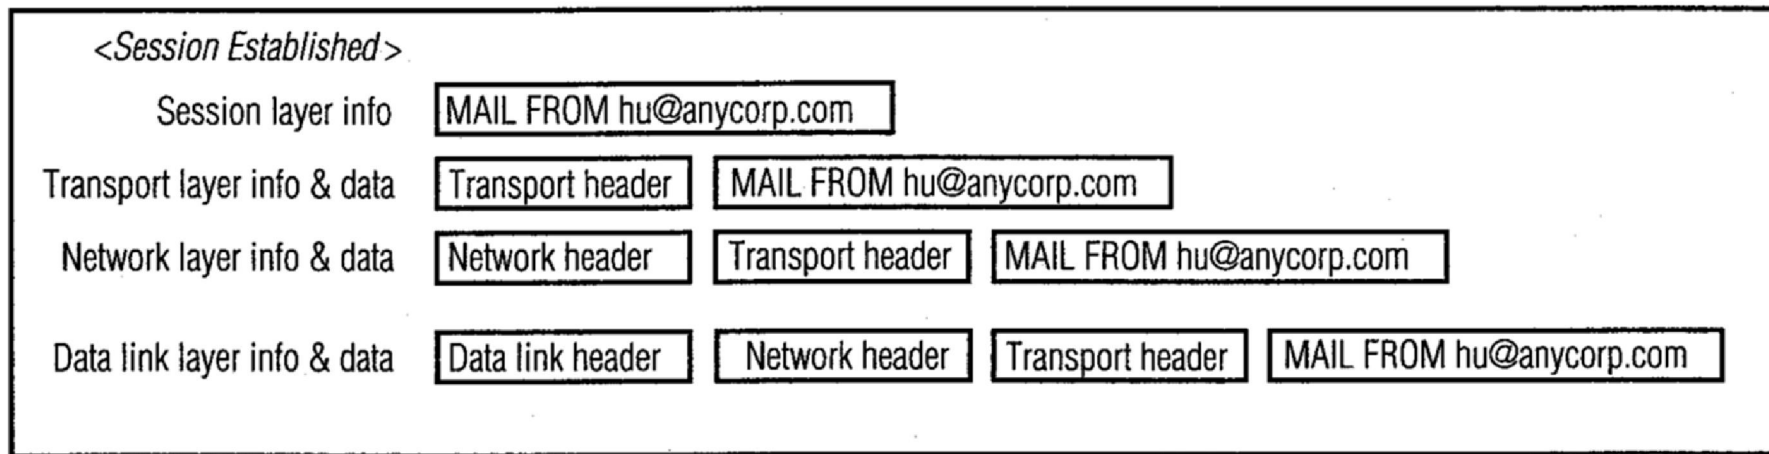 <Session Established>
Session layer info MAIL FROM hu@anycorp.com
Transport layer info & data Transport header MAIL FROM hu@anycorp.com
Network layer info & data Network header Transport header MAIL FROM hu@anycorp.com
Data link layer info & data Data link header Network header Transport header MAIL FROM hu@anycorp.com